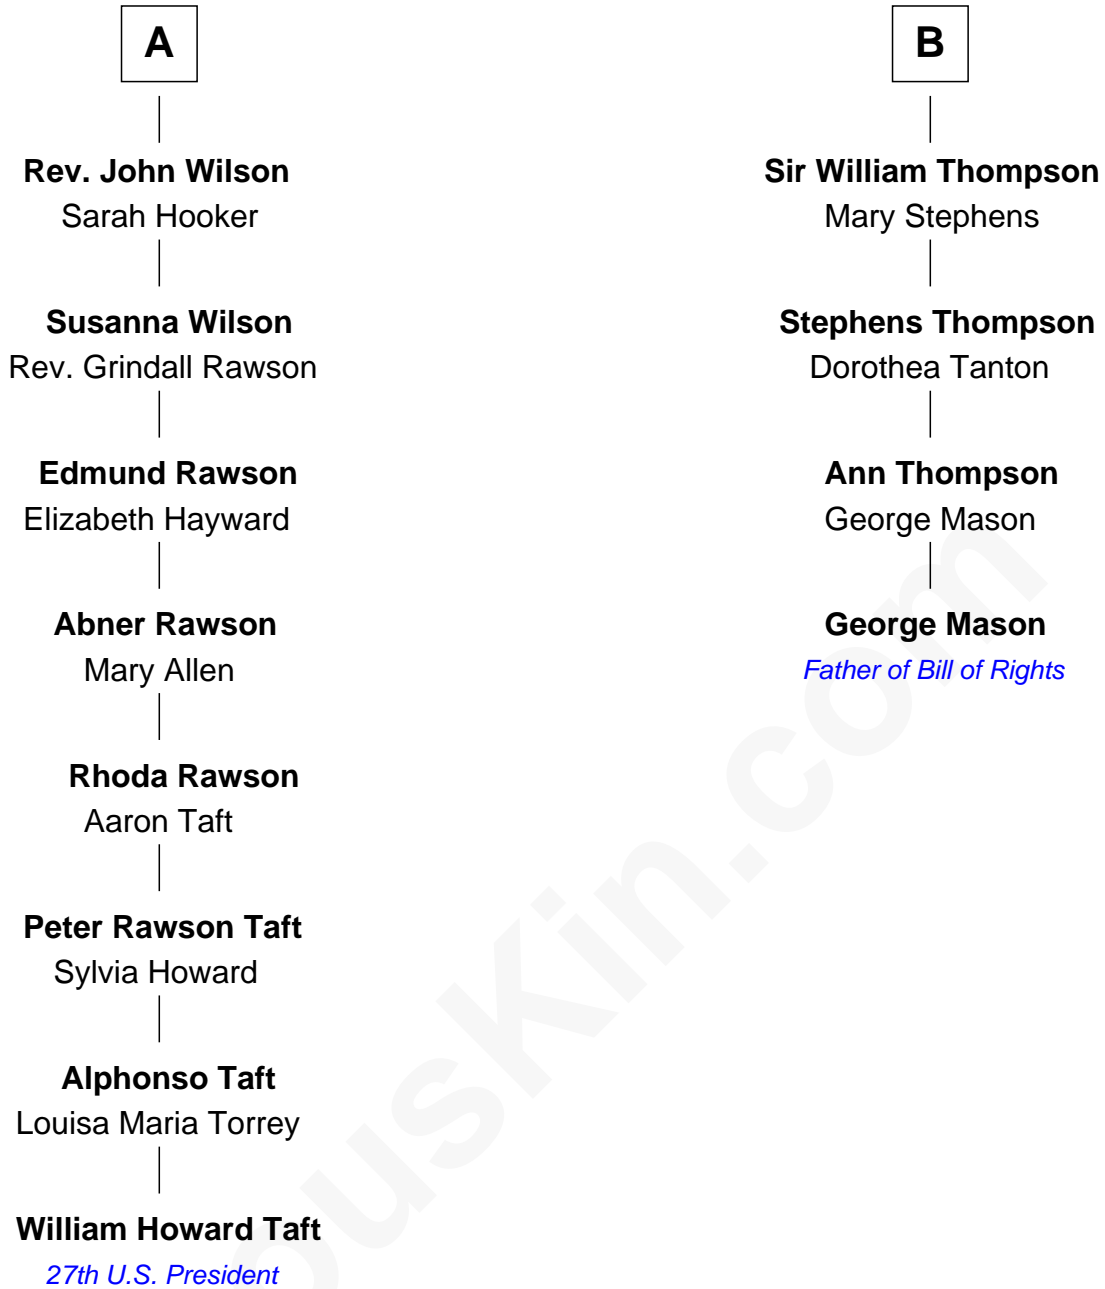 A
Rev. John Wilson
Sarah Hooker
Susanna Wilson
Rev. Grindall Rawson
Edmund Rawson
Elizabeth Hayward
Abner Rawson
Mary Allen
Rhoda Rawson
Aaron Taft
Peter Rawson Taft
Sylvia Howard
Alphonso Taft
Louisa Maria Torrey
William Howard Taft
27th U.S. President
B
Sir William Thompson
Mary Stephens
Stephens Thompson
Dorothea Tanton
Ann Thompson
George Mason
George Mason
Father of Bill of Rights
ousKin.com